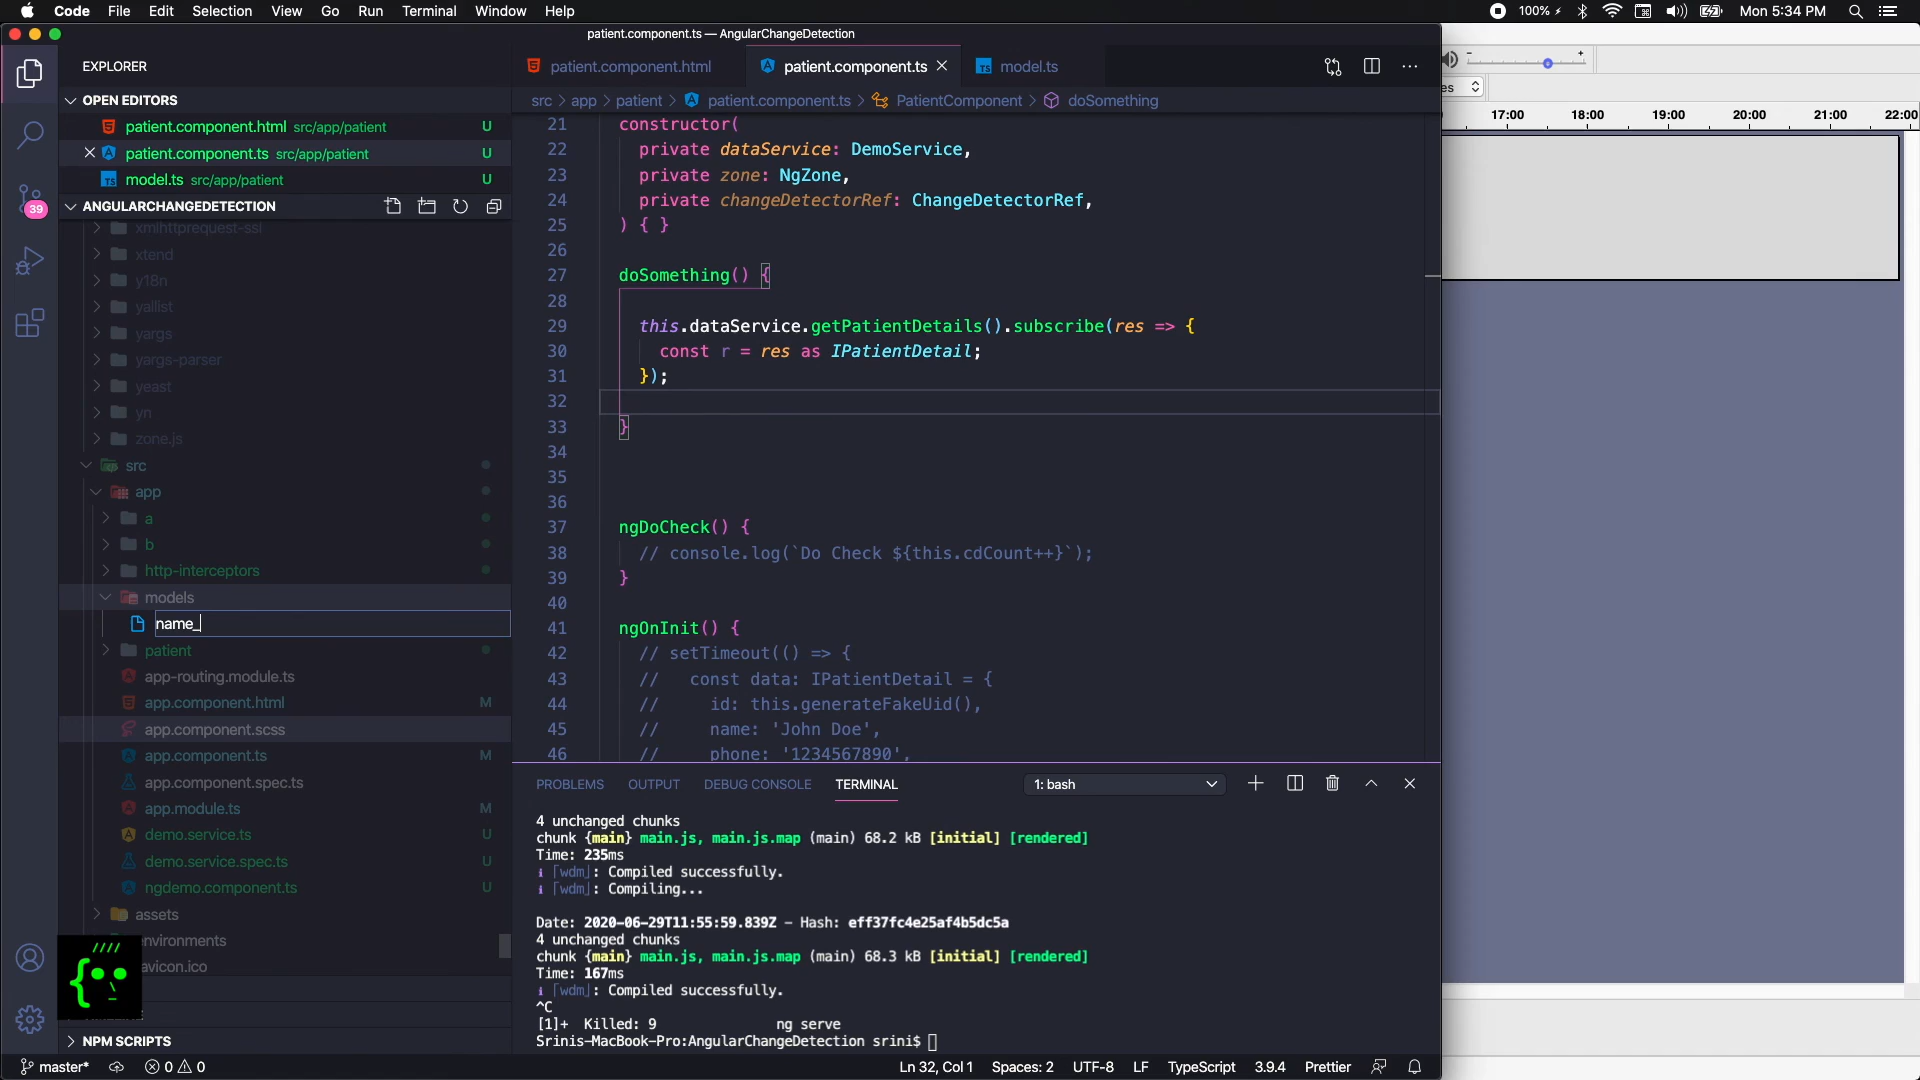 Code File Edit Selection View Go Run Terminal Window Help
100% Mon 5:34 PM
patient.component.ts — AngularChangeDetection
EXPLORER
OPEN EDITORS
patient.component.html src/app/patient U
patient.component.ts src/app/patient U
model.ts src/app/patient U
39
ANGULARCHANGEDETECTION
xmlhttprequest-ssl
xtend
y18n
yallist
yargs
yargs-parser
yeast
yn
zone.js
src
app
a
b
http-interceptors
models
name_
patient
app-routing.module.ts
app.component.html M
app.component.scss
app.component.ts M
app.component.spec.ts
app.module.ts M
demo.service.ts U
demo.service.spec.ts U
ngdemo.component.ts U
assets
nvironments
avicon.ico
NPM SCRIPTS
patient.component.html patient.component.ts model.ts
src > app > patient > patient.component.ts > PatientComponent > doSomething
21 constructor(
22 private dataService: DemoService,
23 private zone: NgZone,
24 private changeDetectorRef: ChangeDetectorRef,
25 ) { }
26
27 doSomething() {
28
29 this.dataService.getPatientDetails().subscribe(res => {
30 const r = res as IPatientDetail;
31 });
32
33 }
34
35
36
37 ngDoCheck() {
38 // console.log(`Do Check ${this.cdCount++}`);
39 }
40
41 ngOnInit() {
42 // setTimeout(() => {
43 // const data: IPatientDetail = {
44 // id: this.generateFakeUid(),
45 // name: 'John Doe',
46 // phone: '1234567890',
PROBLEMS OUTPUT DEBUG CONSOLE TERMINAL 1: bash
4 unchanged chunks
chunk {main} main.js, main.js.map (main) 68.2 kB [initial] [rendered]
Time: 235ms
ℹ ｢wdm｣: Compiled successfully.
ℹ ｢wdm｣: Compiling...
Date: 2020-06-29T11:55:59.839Z - Hash: eff37fc4e25af4b5dc5a
4 unchanged chunks
chunk {main} main.js, main.js.map (main) 68.3 kB [initial] [rendered]
Time: 167ms
ℹ ｢wdm｣: Compiled successfully.
^C
[1]+ Killed: 9 ng serve
Srinis-MacBook-Pro:AngularChangeDetection srini$
master* 0 0 Ln 32, Col 1 Spaces: 2 UTF-8 LF TypeScript 3.9.4 Prettier
- +
es
17:00 18:00 19:00 20:00 21:00 22:00